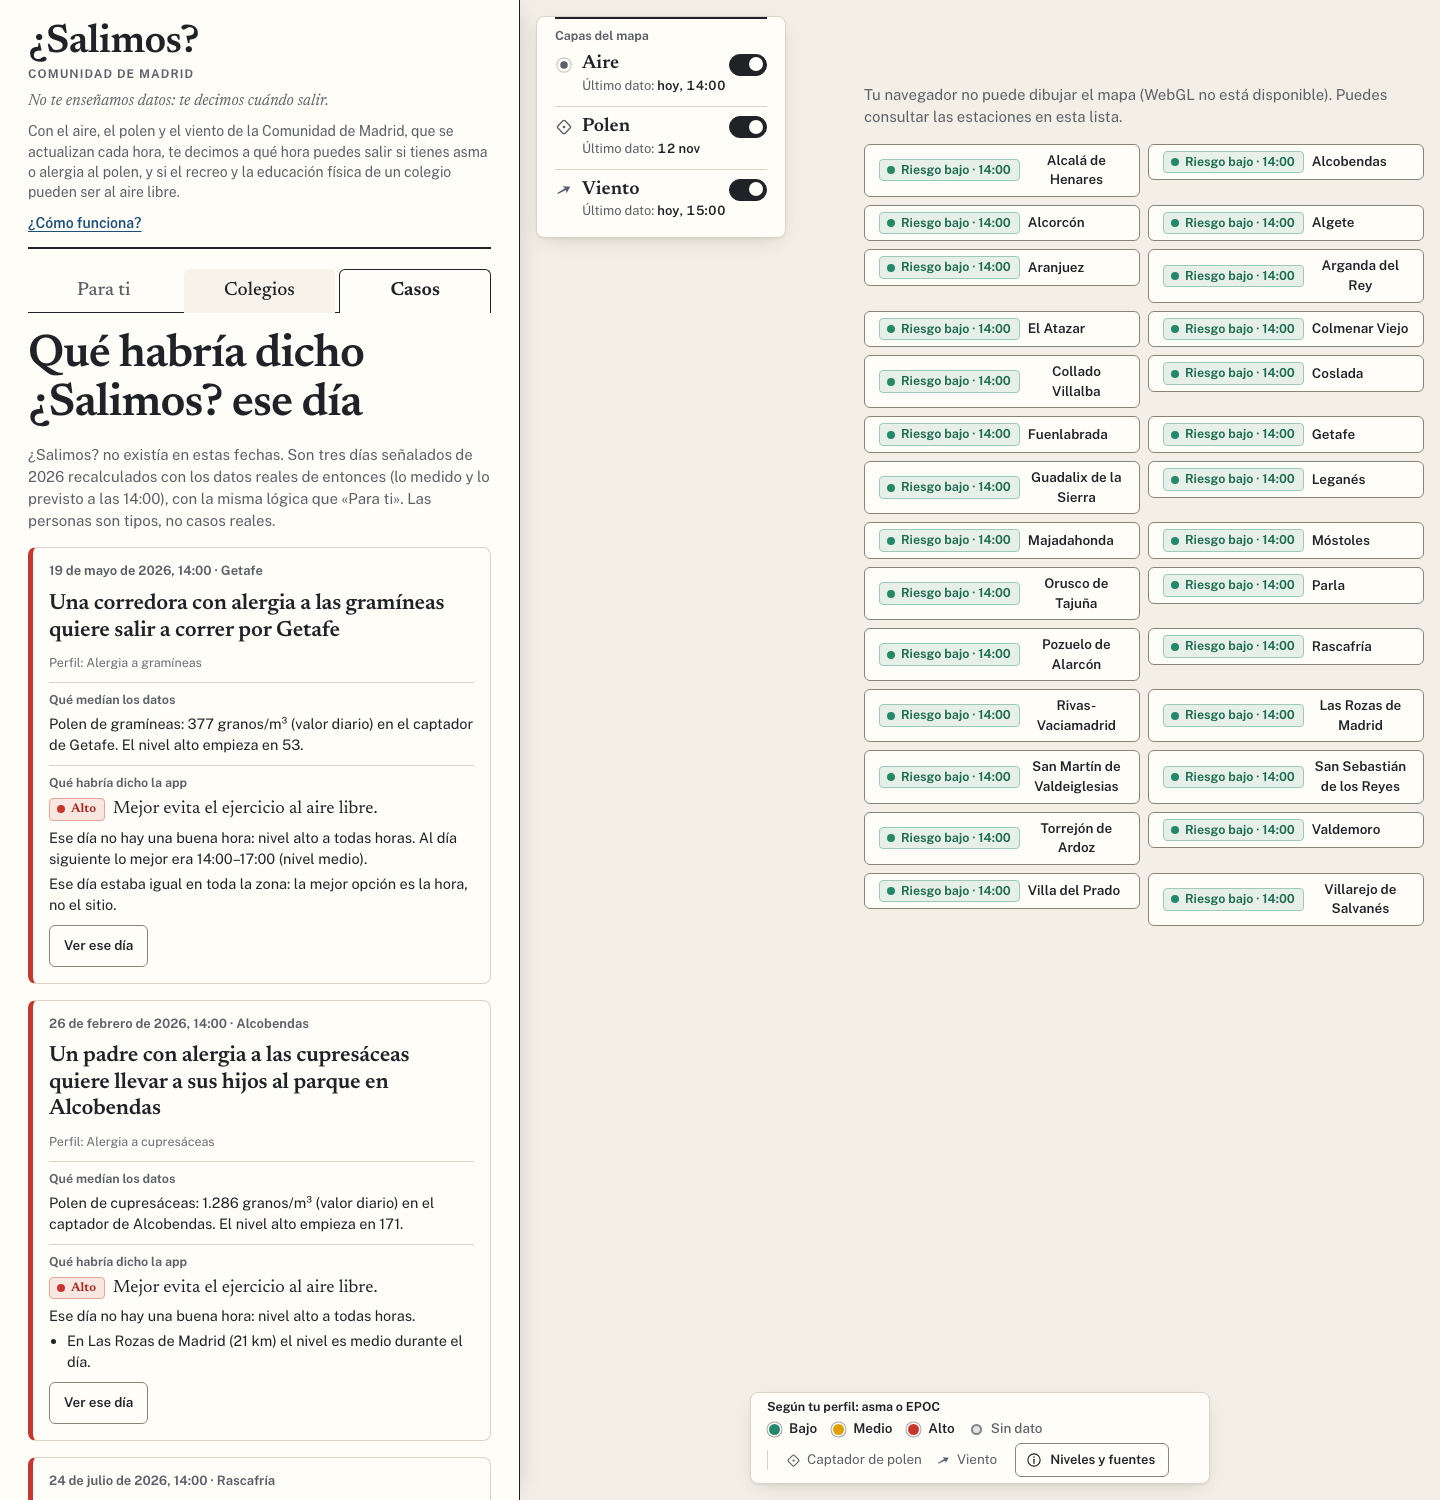 ¿Salimos?
COMUNIDAD DE MADRID
No te enseñamos datos: te decimos cuándo salir.
Con el aire, el polen y el viento de la Comunidad de Madrid, que se
actualizan cada hora, te decimos a qué hora puedes salir si tienes asma
o alergia al polen, y si el recreo y la educación física de un colegio
pueden ser al aire libre.
¿Cómo funciona?
Para ti
Colegios
Casos
Qué habría dicho
¿Salimos? ese día
¿Salimos? no existía en estas fechas. Son tres días señalados de
2026 recalculados con los datos reales de entonces (lo medido y lo
previsto a las 14:00), con la misma lógica que «Para ti». Las
personas son tipos, no casos reales.
19 de mayo de 2026, 14:00 · Getafe
Una corredora con alergia a las gramíneas
quiere salir a correr por Getafe
Perfil: Alergia a gramíneas
Qué medían los datos
Polen de gramíneas: 377 granos/m³ (valor diario) en el captador
de Getafe. El nivel alto empieza en 53.
Qué habría dicho la app
Alto Mejor evita el ejercicio al aire libre.
Ese día no hay una buena hora: nivel alto a todas horas. Al día
siguiente lo mejor era 14:00–17:00 (nivel medio).
Ese día estaba igual en toda la zona: la mejor opción es la hora,
no el sitio.
Ver ese día
26 de febrero de 2026, 14:00 · Alcobendas
Un padre con alergia a las cupresáceas
quiere llevar a sus hijos al parque en
Alcobendas
Perfil: Alergia a cupresáceas
Qué medían los datos
Polen de cupresáceas: 1.286 granos/m³ (valor diario) en el
captador de Alcobendas. El nivel alto empieza en 171.
Qué habría dicho la app
Alto Mejor evita el ejercicio al aire libre.
Ese día no hay una buena hora: nivel alto a todas horas.
• En Las Rozas de Madrid (21 km) el nivel es medio durante el
día.
Ver ese día
24 de julio de 2026, 14:00 · Rascafría
Capas del mapa
Aire
Último dato: hoy, 14:00
Polen
Último dato: 12 nov
Viento
Último dato: hoy, 15:00
Tu navegador no puede dibujar el mapa (WebGL no está disponible). Puedes
consultar las estaciones en esta lista.
Riesgo bajo · 14:00 Alcalá de
Henares
Riesgo bajo · 14:00 Alcobendas
Riesgo bajo · 14:00 Alcorcón
Riesgo bajo · 14:00 Algete
Riesgo bajo · 14:00 Aranjuez
Riesgo bajo · 14:00 Arganda del
Rey
Riesgo bajo · 14:00 El Atazar
Riesgo bajo · 14:00 Colmenar Viejo
Riesgo bajo · 14:00 Collado
Villalba
Riesgo bajo · 14:00 Coslada
Riesgo bajo · 14:00 Fuenlabrada
Riesgo bajo · 14:00 Getafe
Riesgo bajo · 14:00 Guadalix de la
Sierra
Riesgo bajo · 14:00 Leganés
Riesgo bajo · 14:00 Majadahonda
Riesgo bajo · 14:00 Móstoles
Riesgo bajo · 14:00 Orusco de
Tajuña
Riesgo bajo · 14:00 Parla
Riesgo bajo · 14:00 Pozuelo de
Alarcón
Riesgo bajo · 14:00 Rascafría
Riesgo bajo · 14:00 Rivas-
Vaciamadrid
Riesgo bajo · 14:00 Las Rozas de
Madrid
Riesgo bajo · 14:00 San Martín de
Valdeiglesias
Riesgo bajo · 14:00 San Sebastián
de los Reyes
Riesgo bajo · 14:00 Torrejón de
Ardoz
Riesgo bajo · 14:00 Valdemoro
Riesgo bajo · 14:00 Villa del Prado
Riesgo bajo · 14:00 Villarejo de
Salvanés
Según tu perfil: asma o EPOC
Bajo Medio Alto Sin dato
Captador de polen Viento Niveles y fuentes